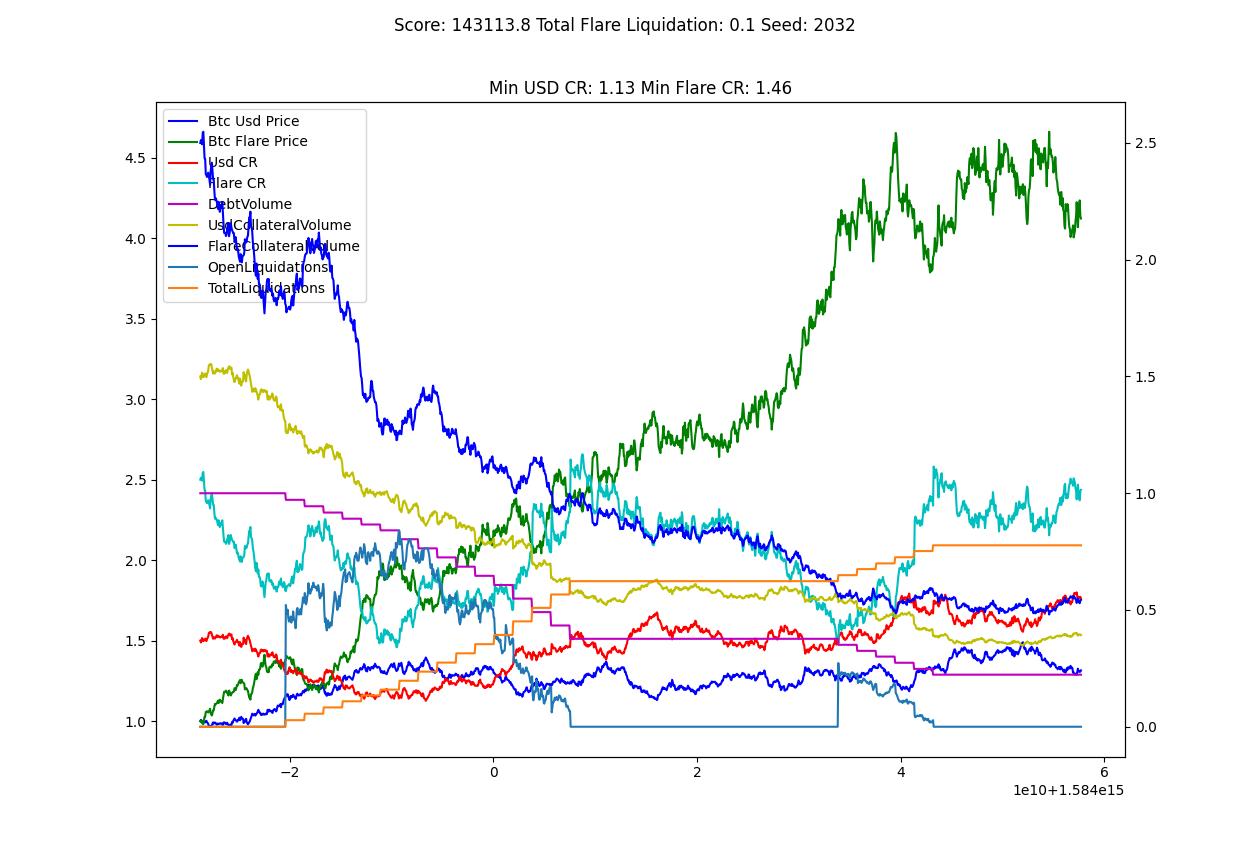 Score: 143113.8 Total Flare Liquidation: 0.1 Seed: 2032
Min USD CR: 1.13 Min Flare CR: 1.46
Btc Usd Price
Btc Flare Price
Usd CR
Flare CR
DebtVolume
UsdCollateralVolume
FlareCollateralVolume
OpenLiquidations
TotalLiquidations
4.5
4.0
3.5
3.0
2.5
2.0
1.5
1.0
2.5
2.0
1.5
1.0
0.5
0.0
−2
0
2
4
6
1e10+1.584e15